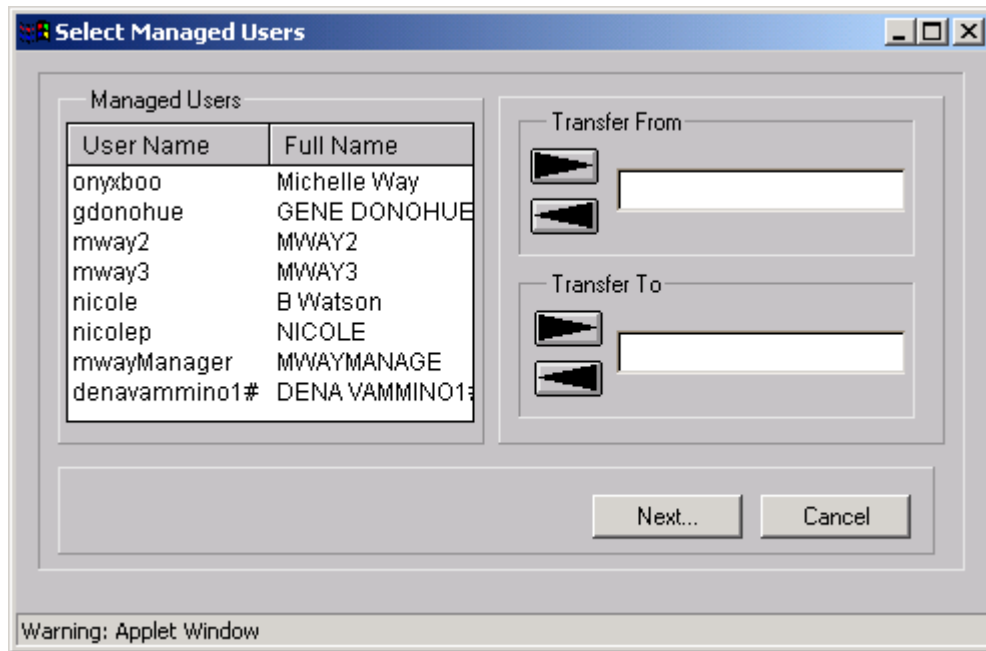 Select Managed Users
Managed Users
User Name Full Name
onyxboo Michelle Way
gdonohue GENE DONOHUE
mway2 MWAY2
mway3 MWAY3
nicole B Watson
nicolep NICOLE
mwayManager MWAYMANAGE
denavammino1# DENA VAMMINO1#
Transfer From
Transfer To
Next... Cancel
Warning: Applet Window